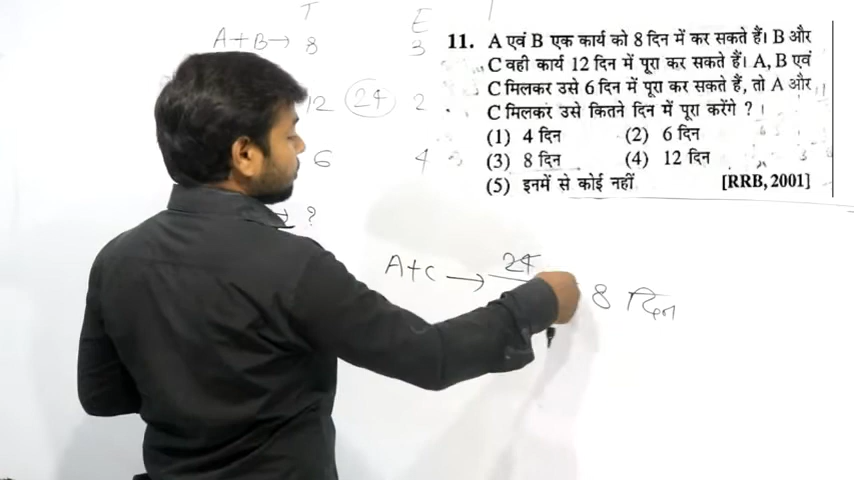 T E
A+B→ 8 3
12 24 2
6 4
→ ?
11. A एवं B एक कार्य को 8 दिन में कर सकते हैं। B और
C वही कार्य 12 दिन में पूरा कर सकते हैं। A, B एवं
C मिलकर उसे 6 दिन में पूरा कर सकते हैं, तो A और
C मिलकर उसे कितने दिन में पूरा करेंगे ?
(1) 4 दिन (2) 6 दिन
(3) 8 दिन (4) 12 दिन
(5) इनमें से कोई नहीं [RRB, 2001]
A+C → 24 8 दिन